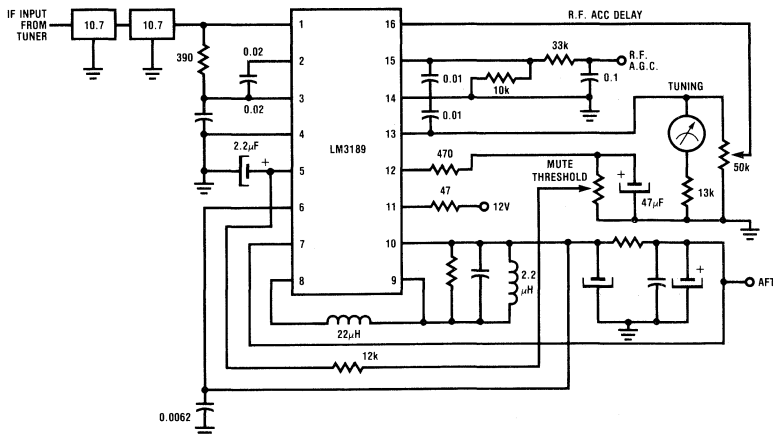 IF INPUT
FROM
TUNER
10.7
10.7
390
0.02
0.02
2.2µF
+
1
2
3
4
5
6
7
8
LM3189
16
15
14
13
12
11
10
9
R.F. ACC DELAY
33k
R.F.
A.G.C.
0.01
10k
0.1
0.01
TUNING
470
MUTE
THRESHOLD
+
47µF
13k
50k
47
12V
2.2
µH
+
AFT
22µH
12k
0.0062